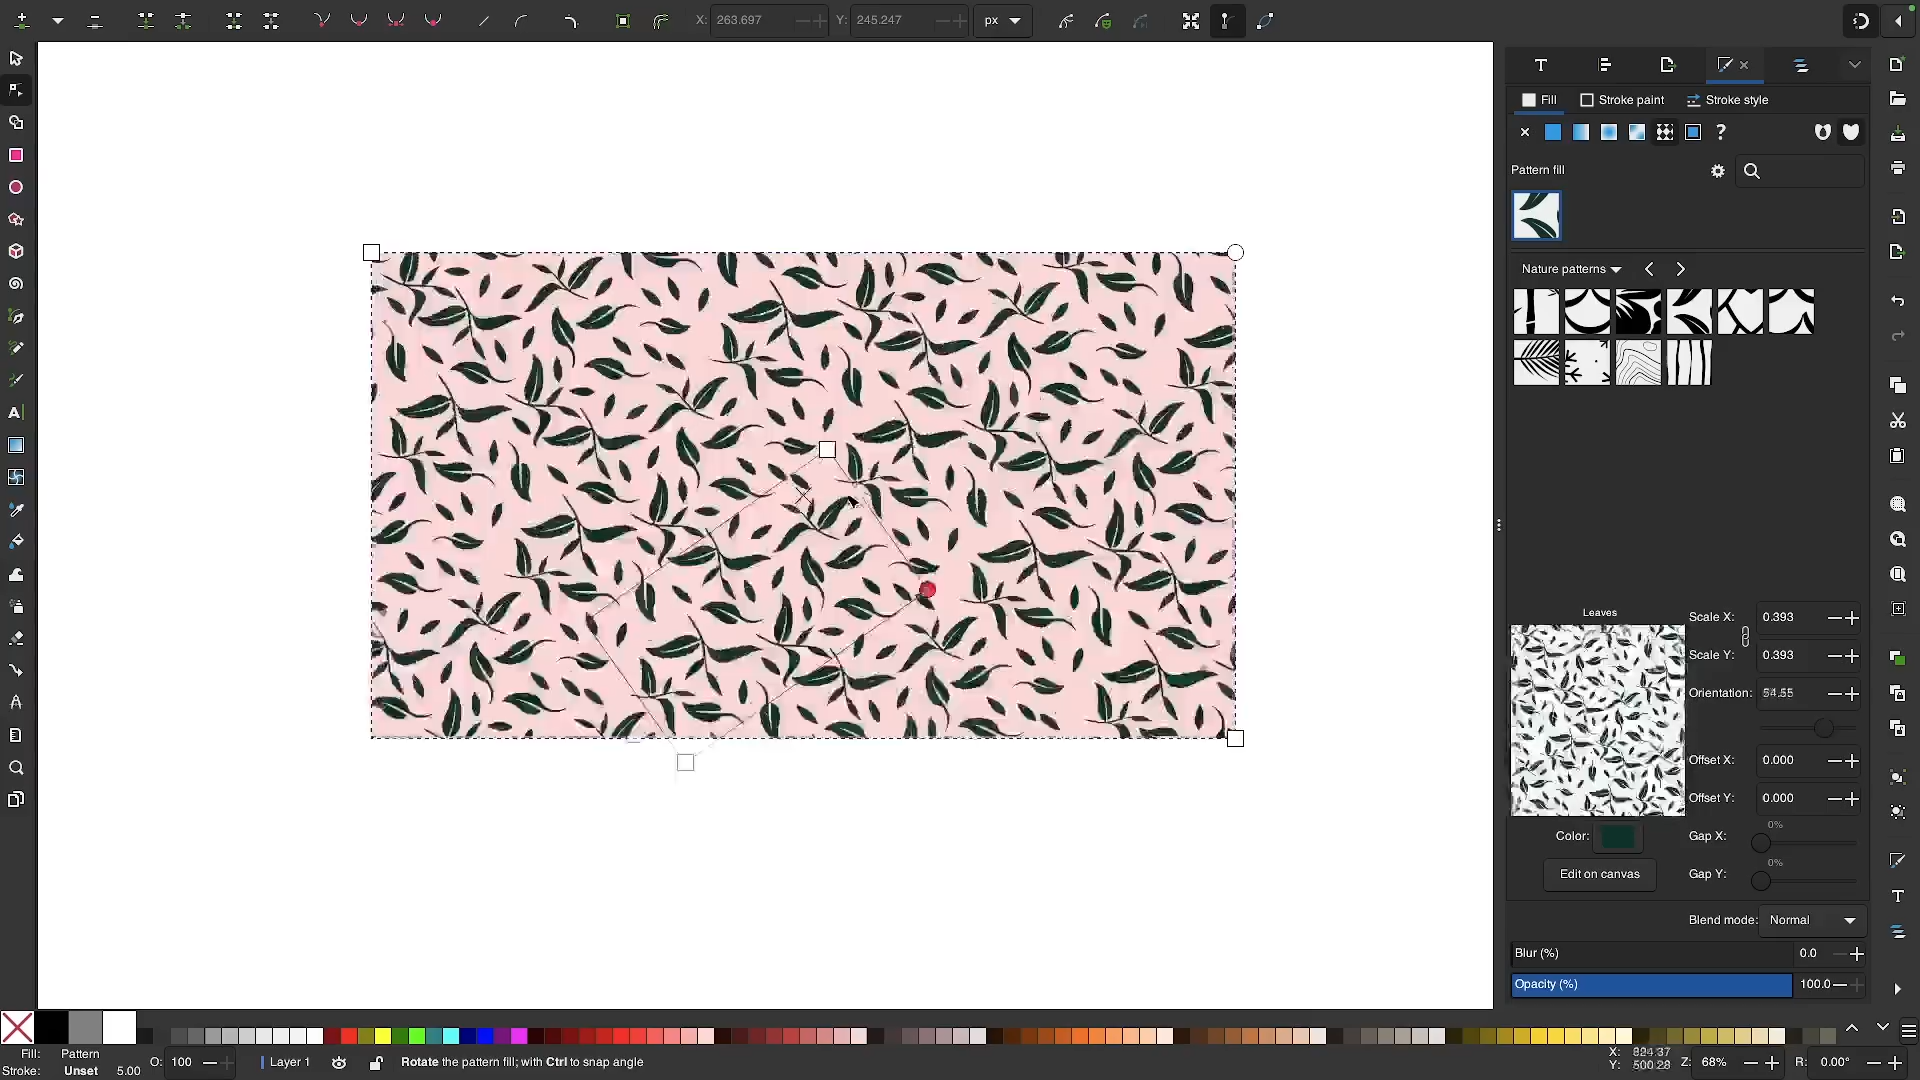 X: 263.697 Y: 245.247 px
Fill Stroke paint Stroke style
Pattern fill
Nature patterns
Leaves
Scale X: 0.393
Scale Y: 0.393
Orientation: 54.55
Offset X: 0.000
Offset Y: 0.000
Color: Gap X: 0%
Edit on canvas Gap Y: 0%
Blend mode: Normal
Blur (%) 0.0
Opacity (%) 100.0
Fill: Pattern
Stroke: Unset 5.00
O: 100 Layer 1 Rotate the pattern fill; with Ctrl to snap angle
X: 824.37
Y: 500.28
Z: 68% R: 0.00°